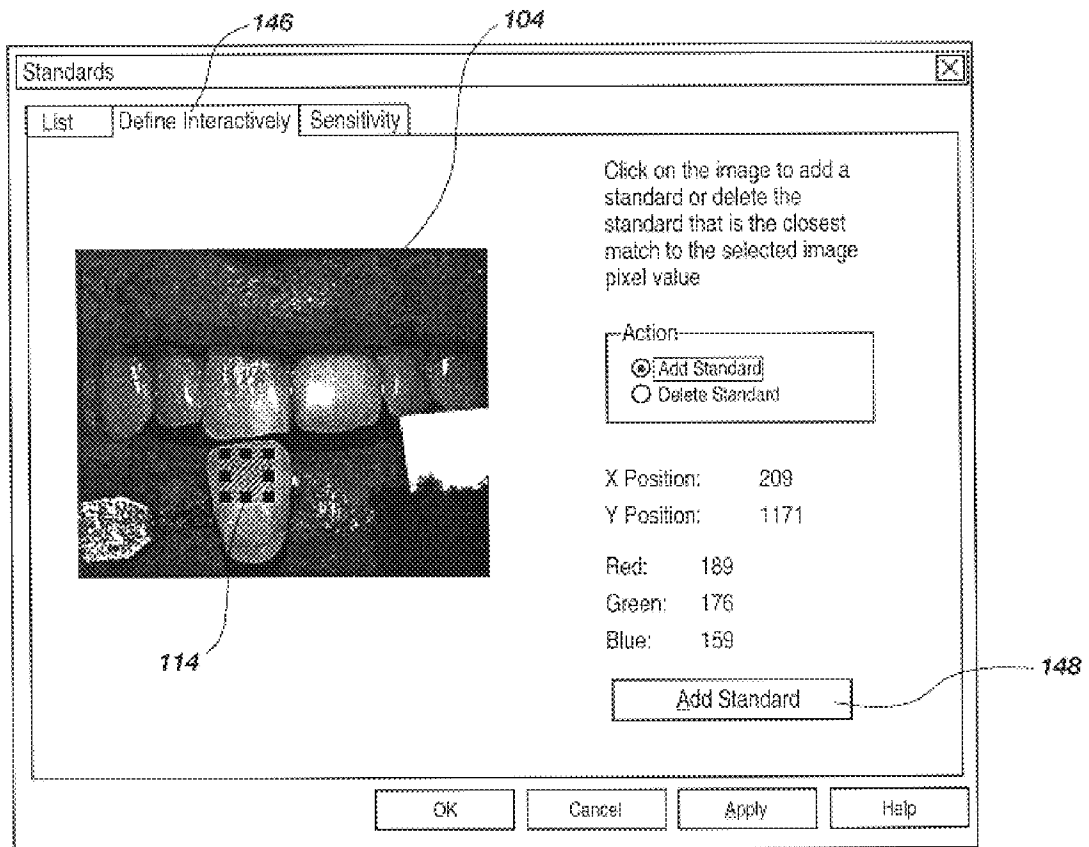 146
104
Standards
List Define Interactively Sensitivity
Click on the image to add a
standard or delete the
standard that is the closest
match to the selected image
pixel value
Action
Add Standard
Delete Standard
X Position: 209
Y Position: 1171
Red: 189
Green: 176
Blue: 159
114
148
Add Standard
OK Cancel Apply Help